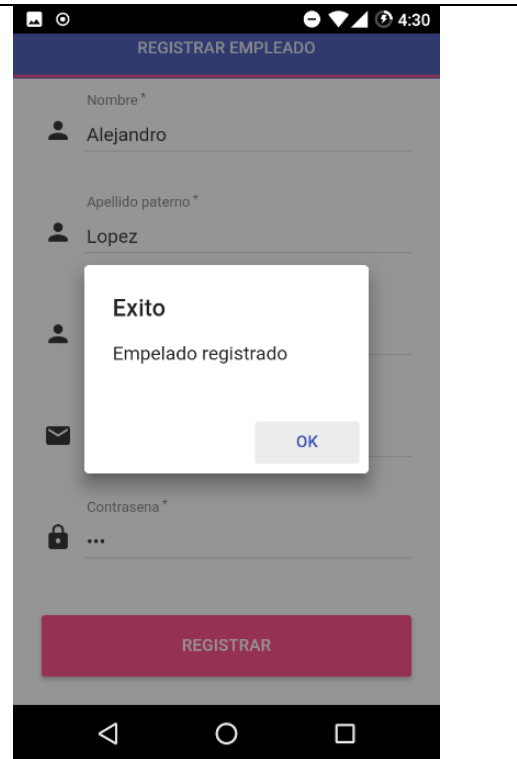 4:30
REGISTRAR EMPLEADO
Nombre *
Alejandro
Apellido paterno *
Lopez
Exito
Empelado registrado
OK
Contrasena *
•••
REGISTRAR